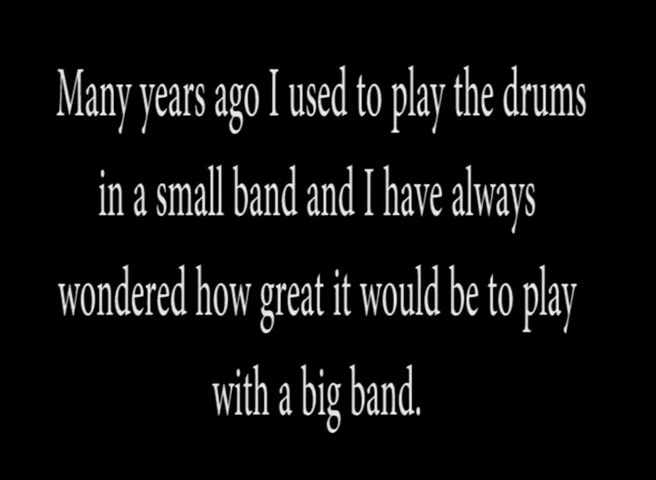 Many years ago I used to play the drums
in a small band and I have always
wondered how great it would be to play
with a big band.